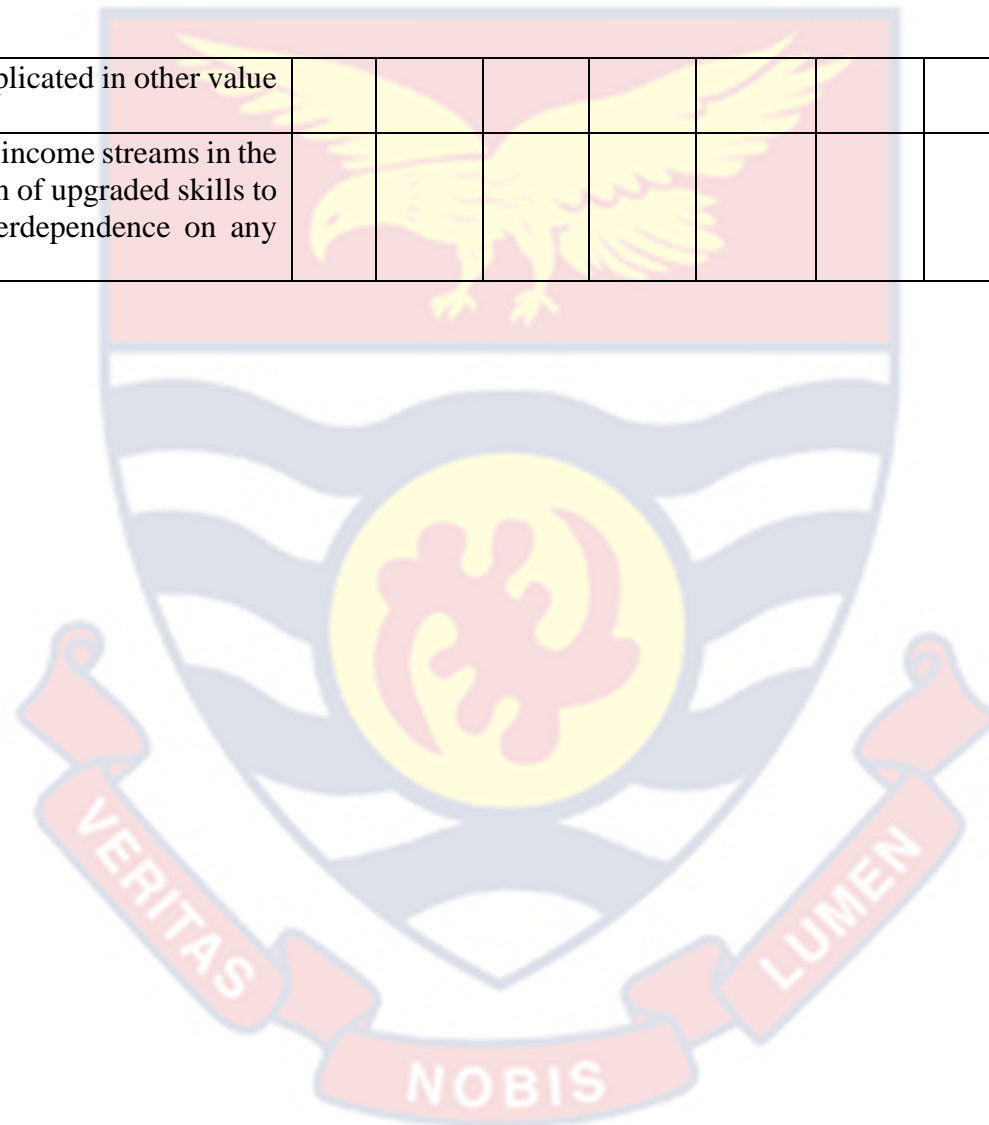 plicated in other value
income streams in the
n of upgraded skills to
erdependence on any
VERITAS
NOBIS
LUMEN